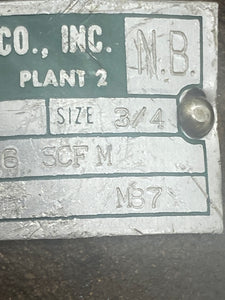 CO., INC.
N.B.
PLANT 2
SIZE 3/4
6 SCFM
M87